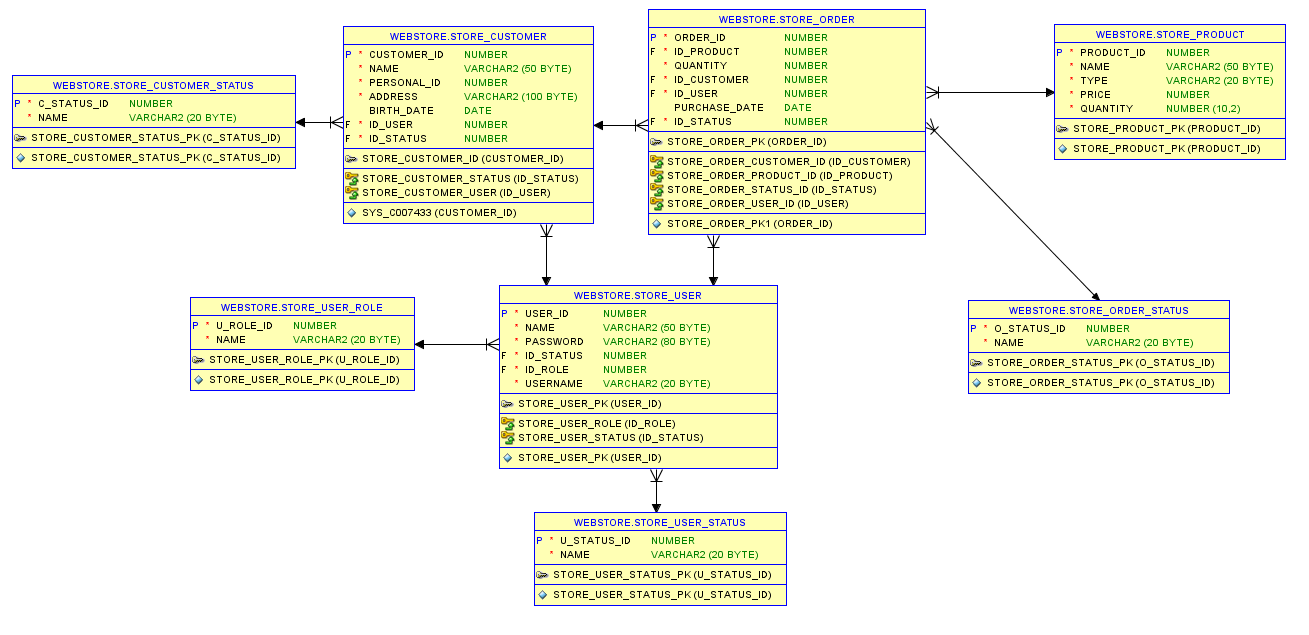 WEBSTORE.STORE_CUSTOMER_STATUS
P * C_STATUS_ID NUMBER
* NAME VARCHAR2 (20 BYTE)
STORE_CUSTOMER_STATUS_PK (C_STATUS_ID)
STORE_CUSTOMER_STATUS_PK (C_STATUS_ID)
WEBSTORE.STORE_CUSTOMER
P * CUSTOMER_ID NUMBER
* NAME VARCHAR2 (50 BYTE)
* PERSONAL_ID NUMBER
* ADDRESS VARCHAR2 (100 BYTE)
BIRTH_DATE DATE
F * ID_USER NUMBER
F * ID_STATUS NUMBER
STORE_CUSTOMER_ID (CUSTOMER_ID)
STORE_CUSTOMER_STATUS (ID_STATUS)
STORE_CUSTOMER_USER (ID_USER)
SYS_C007433 (CUSTOMER_ID)
WEBSTORE.STORE_ORDER
P * ORDER_ID NUMBER
F * ID_PRODUCT NUMBER
* QUANTITY NUMBER
F * ID_CUSTOMER NUMBER
F * ID_USER NUMBER
PURCHASE_DATE DATE
F * ID_STATUS NUMBER
STORE_ORDER_PK (ORDER_ID)
STORE_ORDER_CUSTOMER_ID (ID_CUSTOMER)
STORE_ORDER_PRODUCT_ID (ID_PRODUCT)
STORE_ORDER_STATUS_ID (ID_STATUS)
STORE_ORDER_USER_ID (ID_USER)
STORE_ORDER_PK1 (ORDER_ID)
WEBSTORE.STORE_PRODUCT
P * PRODUCT_ID NUMBER
* NAME VARCHAR2 (50 BYTE)
* TYPE VARCHAR2 (20 BYTE)
* PRICE NUMBER
* QUANTITY NUMBER (10,2)
STORE_PRODUCT_PK (PRODUCT_ID)
STORE_PRODUCT_PK (PRODUCT_ID)
WEBSTORE.STORE_USER_ROLE
P * U_ROLE_ID NUMBER
* NAME VARCHAR2 (20 BYTE)
STORE_USER_ROLE_PK (U_ROLE_ID)
STORE_USER_ROLE_PK (U_ROLE_ID)
WEBSTORE.STORE_USER
P * USER_ID NUMBER
* NAME VARCHAR2 (50 BYTE)
* PASSWORD VARCHAR2 (80 BYTE)
F * ID_STATUS NUMBER
F * ID_ROLE NUMBER
* USERNAME VARCHAR2 (20 BYTE)
STORE_USER_PK (USER_ID)
STORE_USER_ROLE (ID_ROLE)
STORE_USER_STATUS (ID_STATUS)
STORE_USER_PK (USER_ID)
WEBSTORE.STORE_ORDER_STATUS
P * O_STATUS_ID NUMBER
* NAME VARCHAR2 (20 BYTE)
STORE_ORDER_STATUS_PK (O_STATUS_ID)
STORE_ORDER_STATUS_PK (O_STATUS_ID)
WEBSTORE.STORE_USER_STATUS
P * U_STATUS_ID NUMBER
* NAME VARCHAR2 (20 BYTE)
STORE_USER_STATUS_PK (U_STATUS_ID)
STORE_USER_STATUS_PK (U_STATUS_ID)